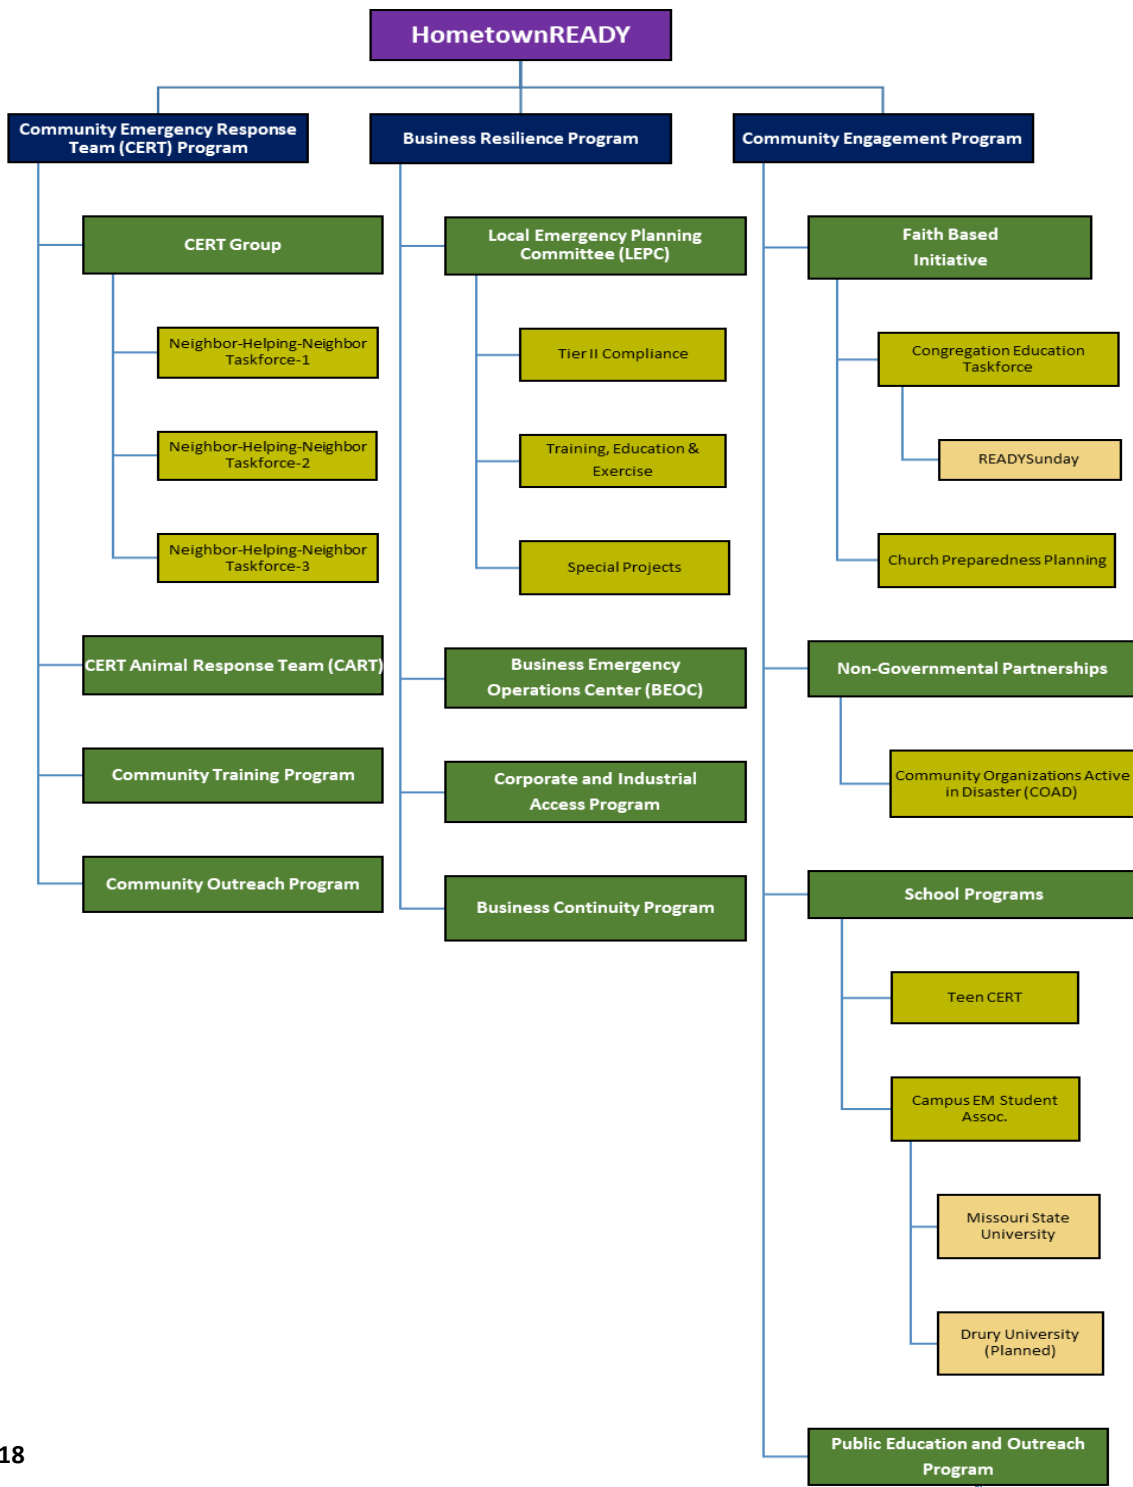 HometownREADY
Community Emergency Response
Team (CERT) Program
CERT Group
Neighbor-Helping-Neighbor
Taskforce-1
Neighbor-Helping-Neighbor
Taskforce-2
Neighbor-Helping-Neighbor
Taskforce-3
CERT Animal Response Team (CART)
Community Training Program
Community Outreach Program
Business Resilience Program
Local Emergency Planning
Committee (LEPC)
Tier II Compliance
Training, Education &
Exercise
Special Projects
Business Emergency
Operations Center (BEOC)
Corporate and Industrial
Access Program
Business Continuity Program
Community Engagement Program
Faith Based
Initiative
Congregation Education
Taskforce
READYSunday
Church Preparedness Planning
Non-Governmental Partnerships
Community Organizations Active
in Disaster (COAD)
School Programs
Teen CERT
Campus EM Student
Assoc.
Missouri State
University
Drury University
(Planned)
Public Education and Outreach
Program
18